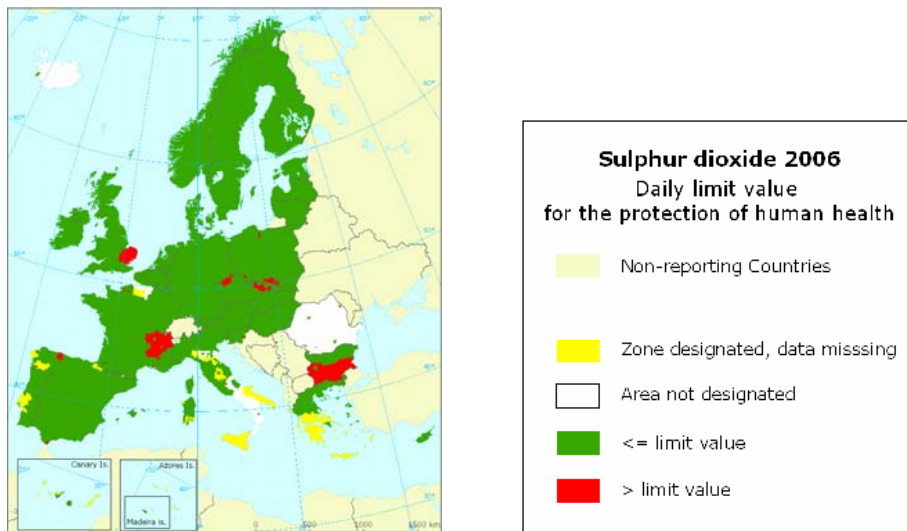 Sulphur dioxide 2006
Daily limit value
for the protection of human health
Non-reporting Countries
Zone designated, data misssing
Area not designated
<= limit value
> limit value
Canary Is.
Azores Is.
Madeira is.
0 500 1000 1500 km